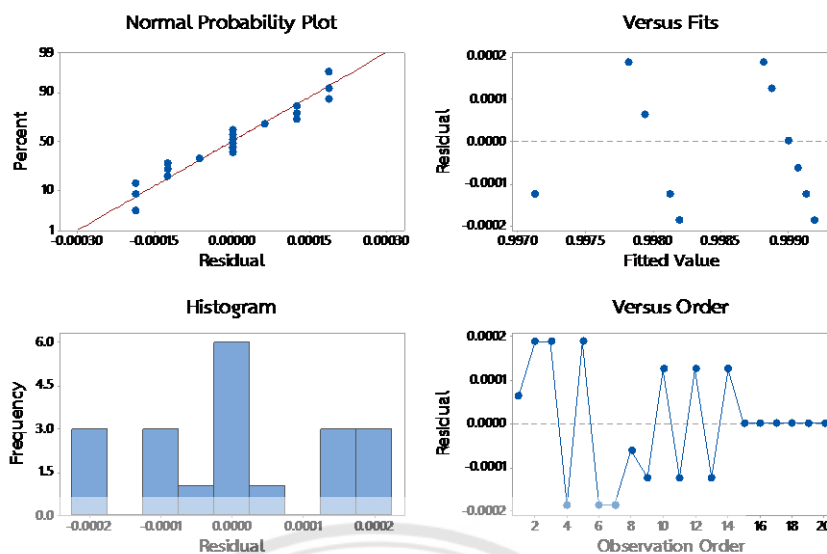 Normal Probability Plot
99
90
50
10
1
Percent
-0.00030 -0.00015 0.00000 0.00015 0.00030
Residual
Versus Fits
0.0002
0.0001
0.0000
-0.0001
-0.0002
Residual
0.9970 0.9975 0.9980 0.9985 0.9990
Fitted Value
Histogram
6.0
4.5
3.0
1.5
0.0
Frequency
-0.0002 -0.0001 0.0000 0.0001 0.0002
Residual
Versus Order
0.0002
0.0001
0.0000
-0.0001
-0.0002
Residual
2 4 6 8 10 12 14 16 18 20
Observation Order